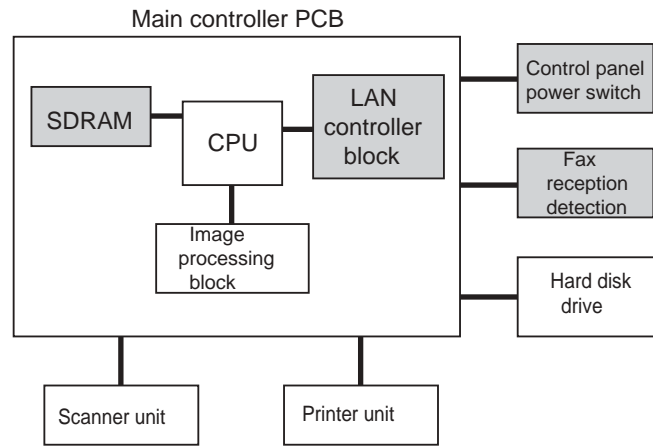 Main controller PCB
SDRAM
CPU
LAN
controller
block
Image
processing
block
Control panel
power switch
Fax
reception
detection
Hard disk
drive
Scanner unit
Printer unit